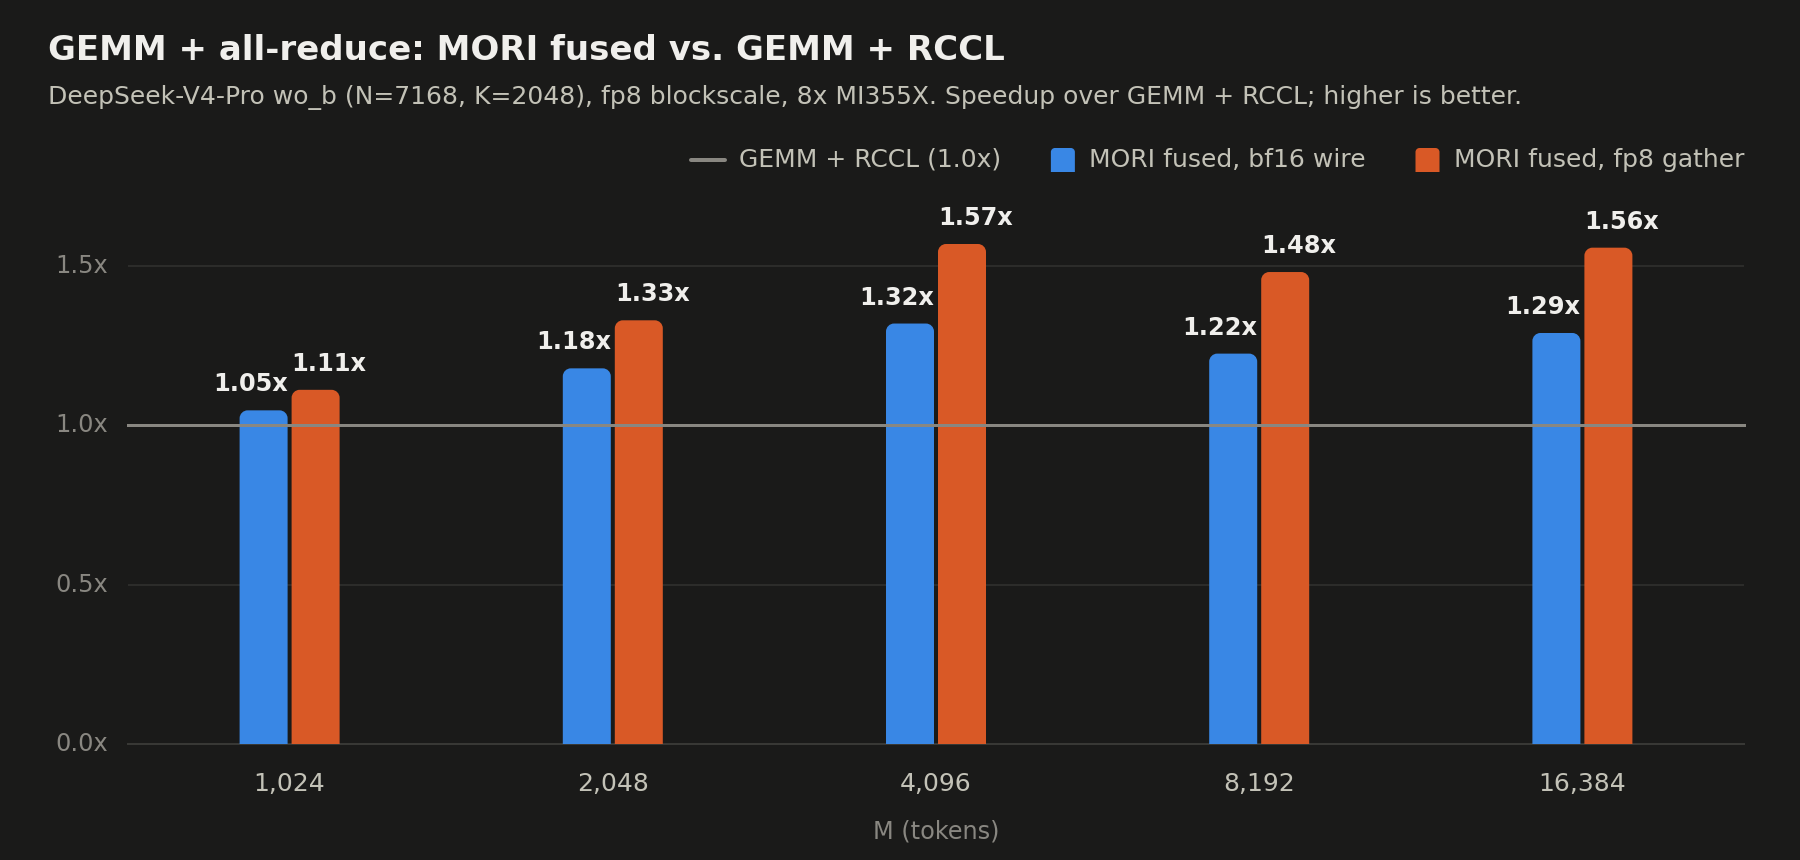 GEMM + all-reduce: MORI fused vs. GEMM + RCCL
DeepSeek-V4-Pro wo_b (N=7168, K=2048), fp8 blockscale, 8x MI355X. Speedup over GEMM + RCCL; higher is better.
GEMM + RCCL (1.0x) MORI fused, bf16 wire MORI fused, fp8 gather
1.57x
1.56x
1.48x
1.5x
1.33x
1.32x
1.29x
1.22x
1.18x
1.11x
1.05x
1.0x
0.5x
0.0x
1,024 2,048 4,096 8,192 16,384
M (tokens)